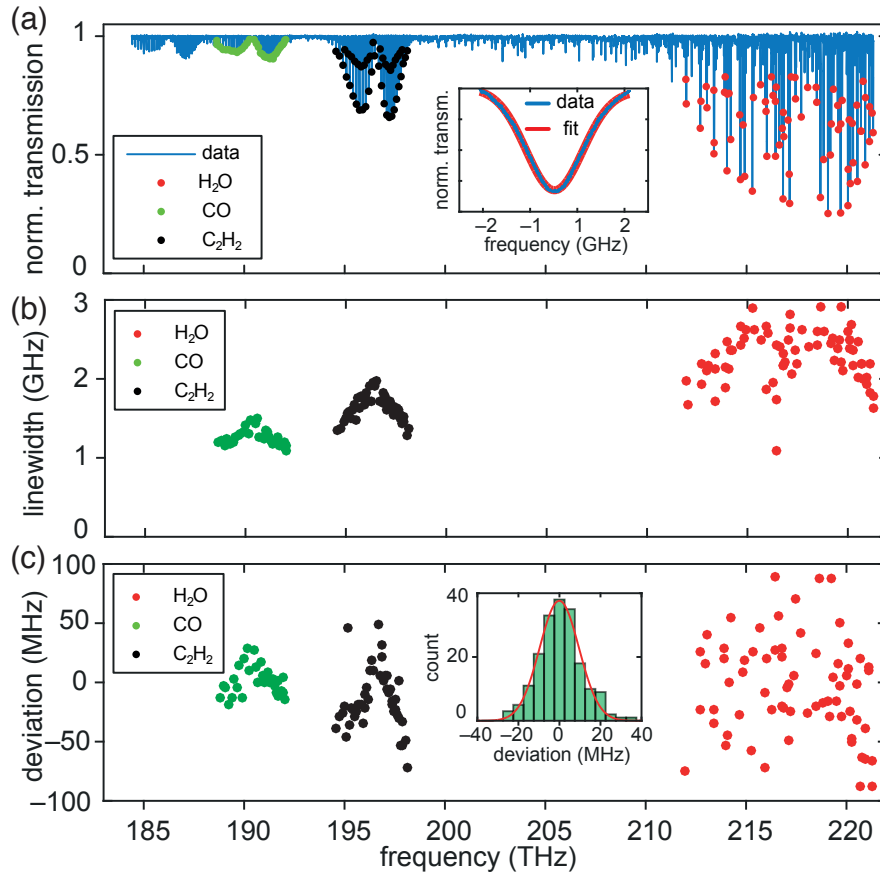 (a)
norm. transmission
1
0.5
0
data
H₂O
CO
C₂H₂
norm. transm.
data
fit
−2
−1
1
2
frequency (GHz)
(b)
linewidth (GHz)
3
2
1
0
H₂O
CO
C₂H₂
(c)
deviation (MHz)
100
50
0
−50
−100
H₂O
CO
C₂H₂
count
40
20
0
−40
−20
0
20
40
deviation (MHz)
185
190
195
200
205
210
215
220
frequency (THz)